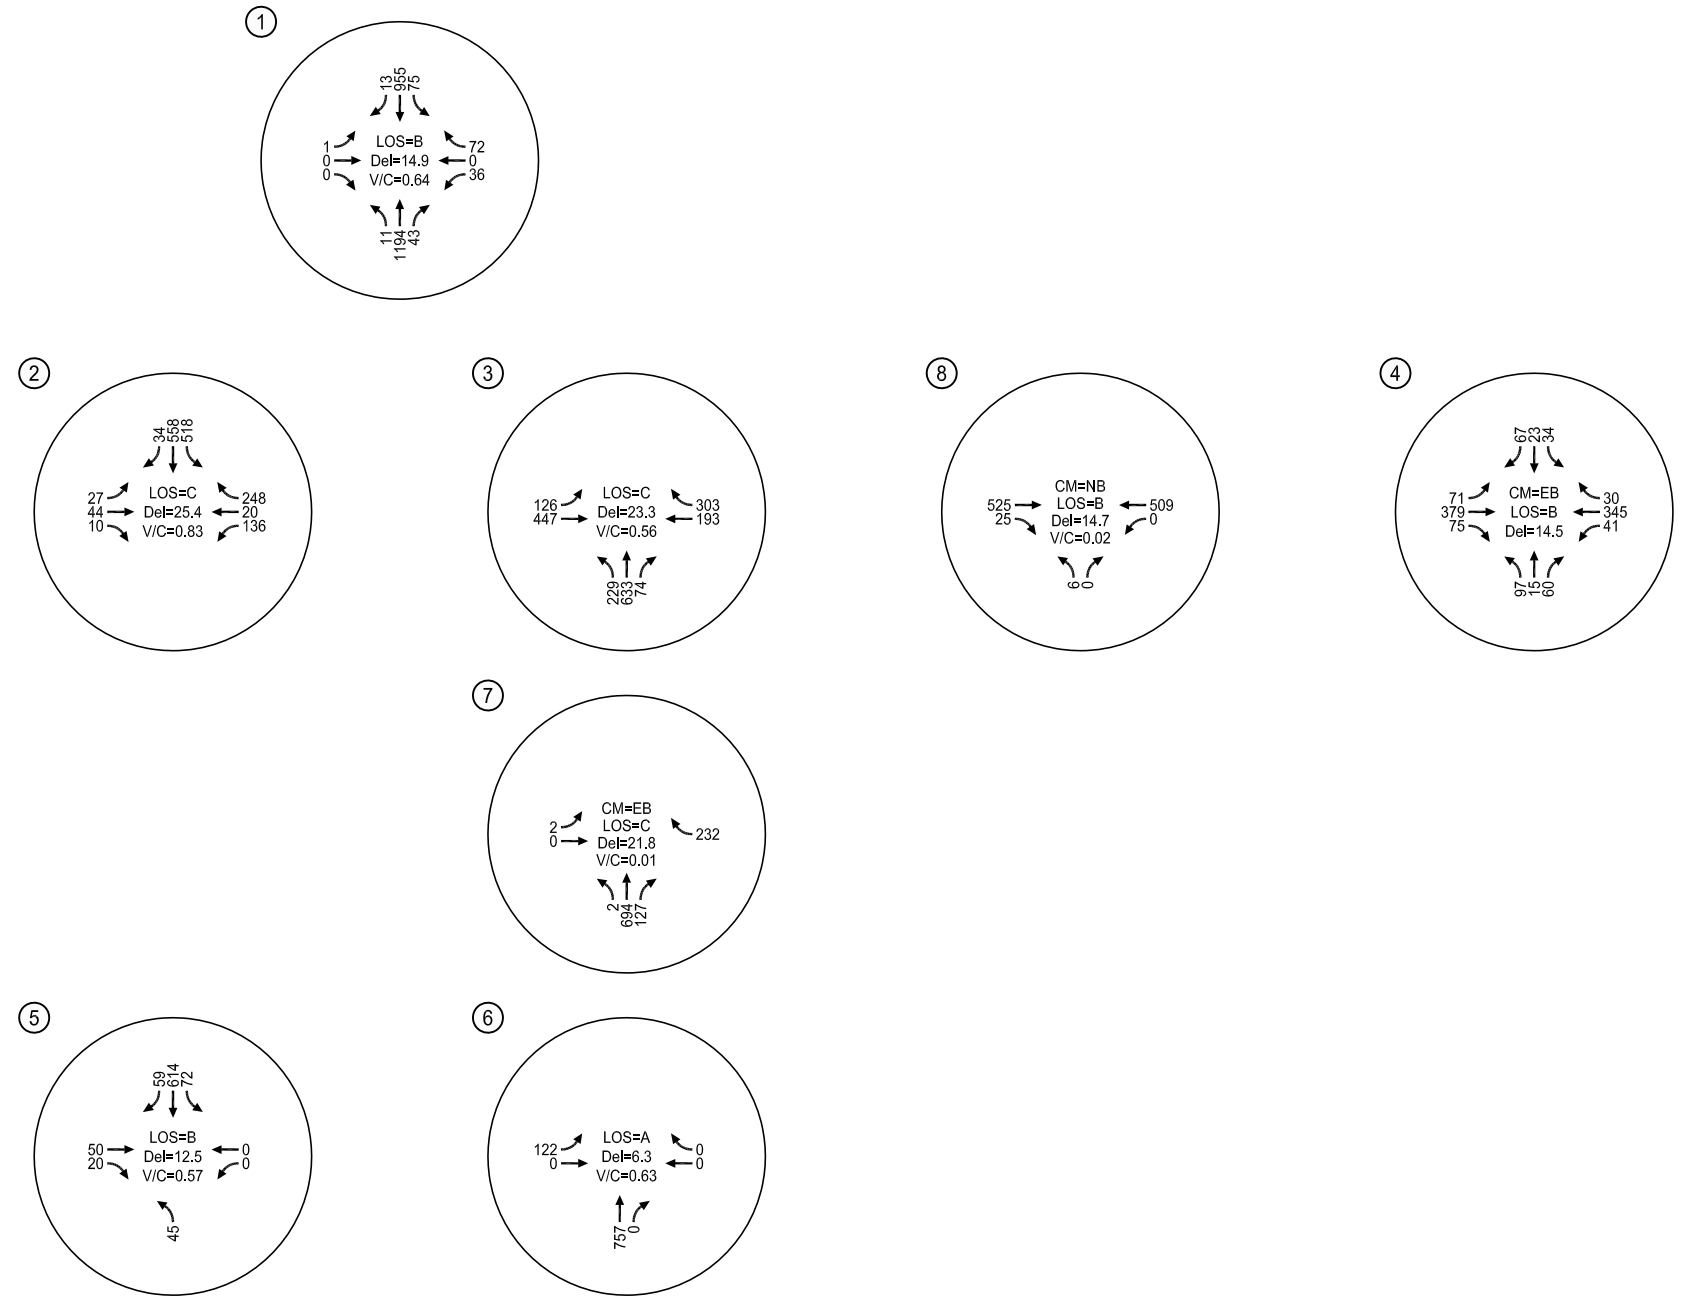 1
13
955
75
1
0
0
LOS=B
Del=14.9
V/C=0.64
72
0
36
11
1194
43
2
34
558
518
27
44
10
LOS=C
Del=25.4
V/C=0.83
248
20
136
3
126
447
LOS=C
Del=23.3
V/C=0.56
303
193
229
633
74
8
525
25
CM=NB
LOS=B
Del=14.7
V/C=0.02
509
0
6
0
4
67
23
34
71
379
75
CM=EB
LOS=B
Del=14.5
30
345
41
97
15
60
7
2
0
CM=EB
LOS=C
Del=21.8
V/C=0.01
232
2
694
127
5
59
614
72
50
20
LOS=B
Del=12.5
V/C=0.57
0
0
45
6
122
0
LOS=A
Del=6.3
V/C=0.63
0
0
757
0